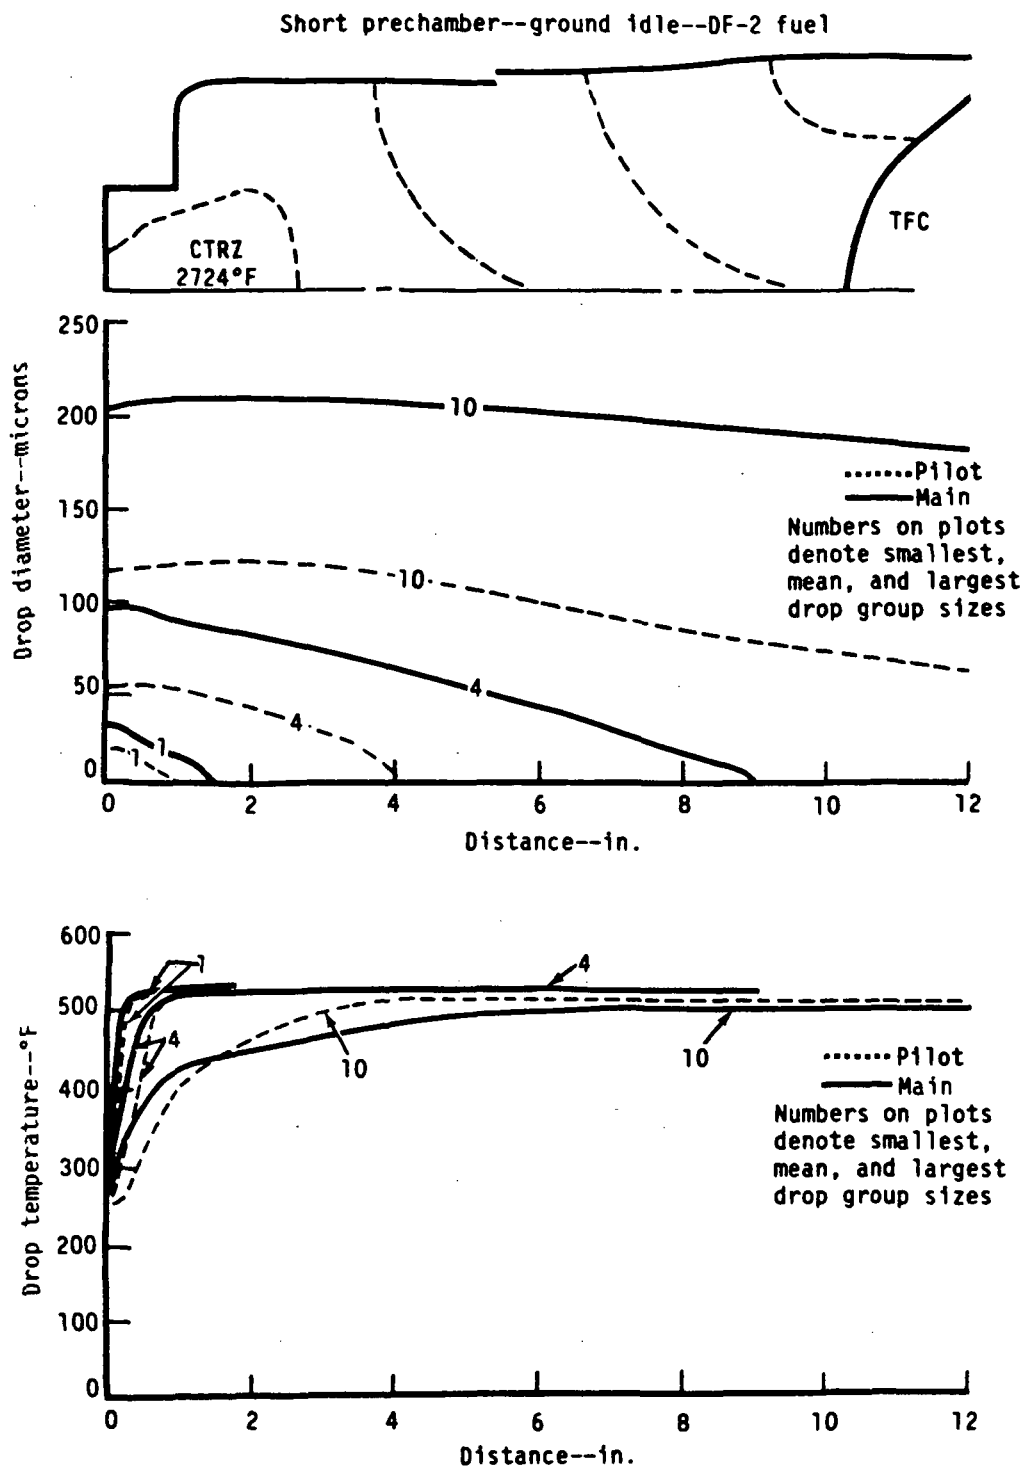 Short prechamber--ground idle--DF-2 fuel
CTRZ
2724°F
TFC
Drop diameter--microns
250
200
150
100
50
0
10
10
4
4
1
1
Pilot
Main
Numbers on plots
denote smallest,
mean, and largest
drop group sizes
0 2 4 6 8 10 12
Distance--in.
Drop temperature--°F
600
500
400
300
200
100
0
1
4
4
10
10
Pilot
Main
Numbers on plots
denote smallest,
mean, and largest
drop group sizes
0 2 4 6 8 10 12
Distance--in.